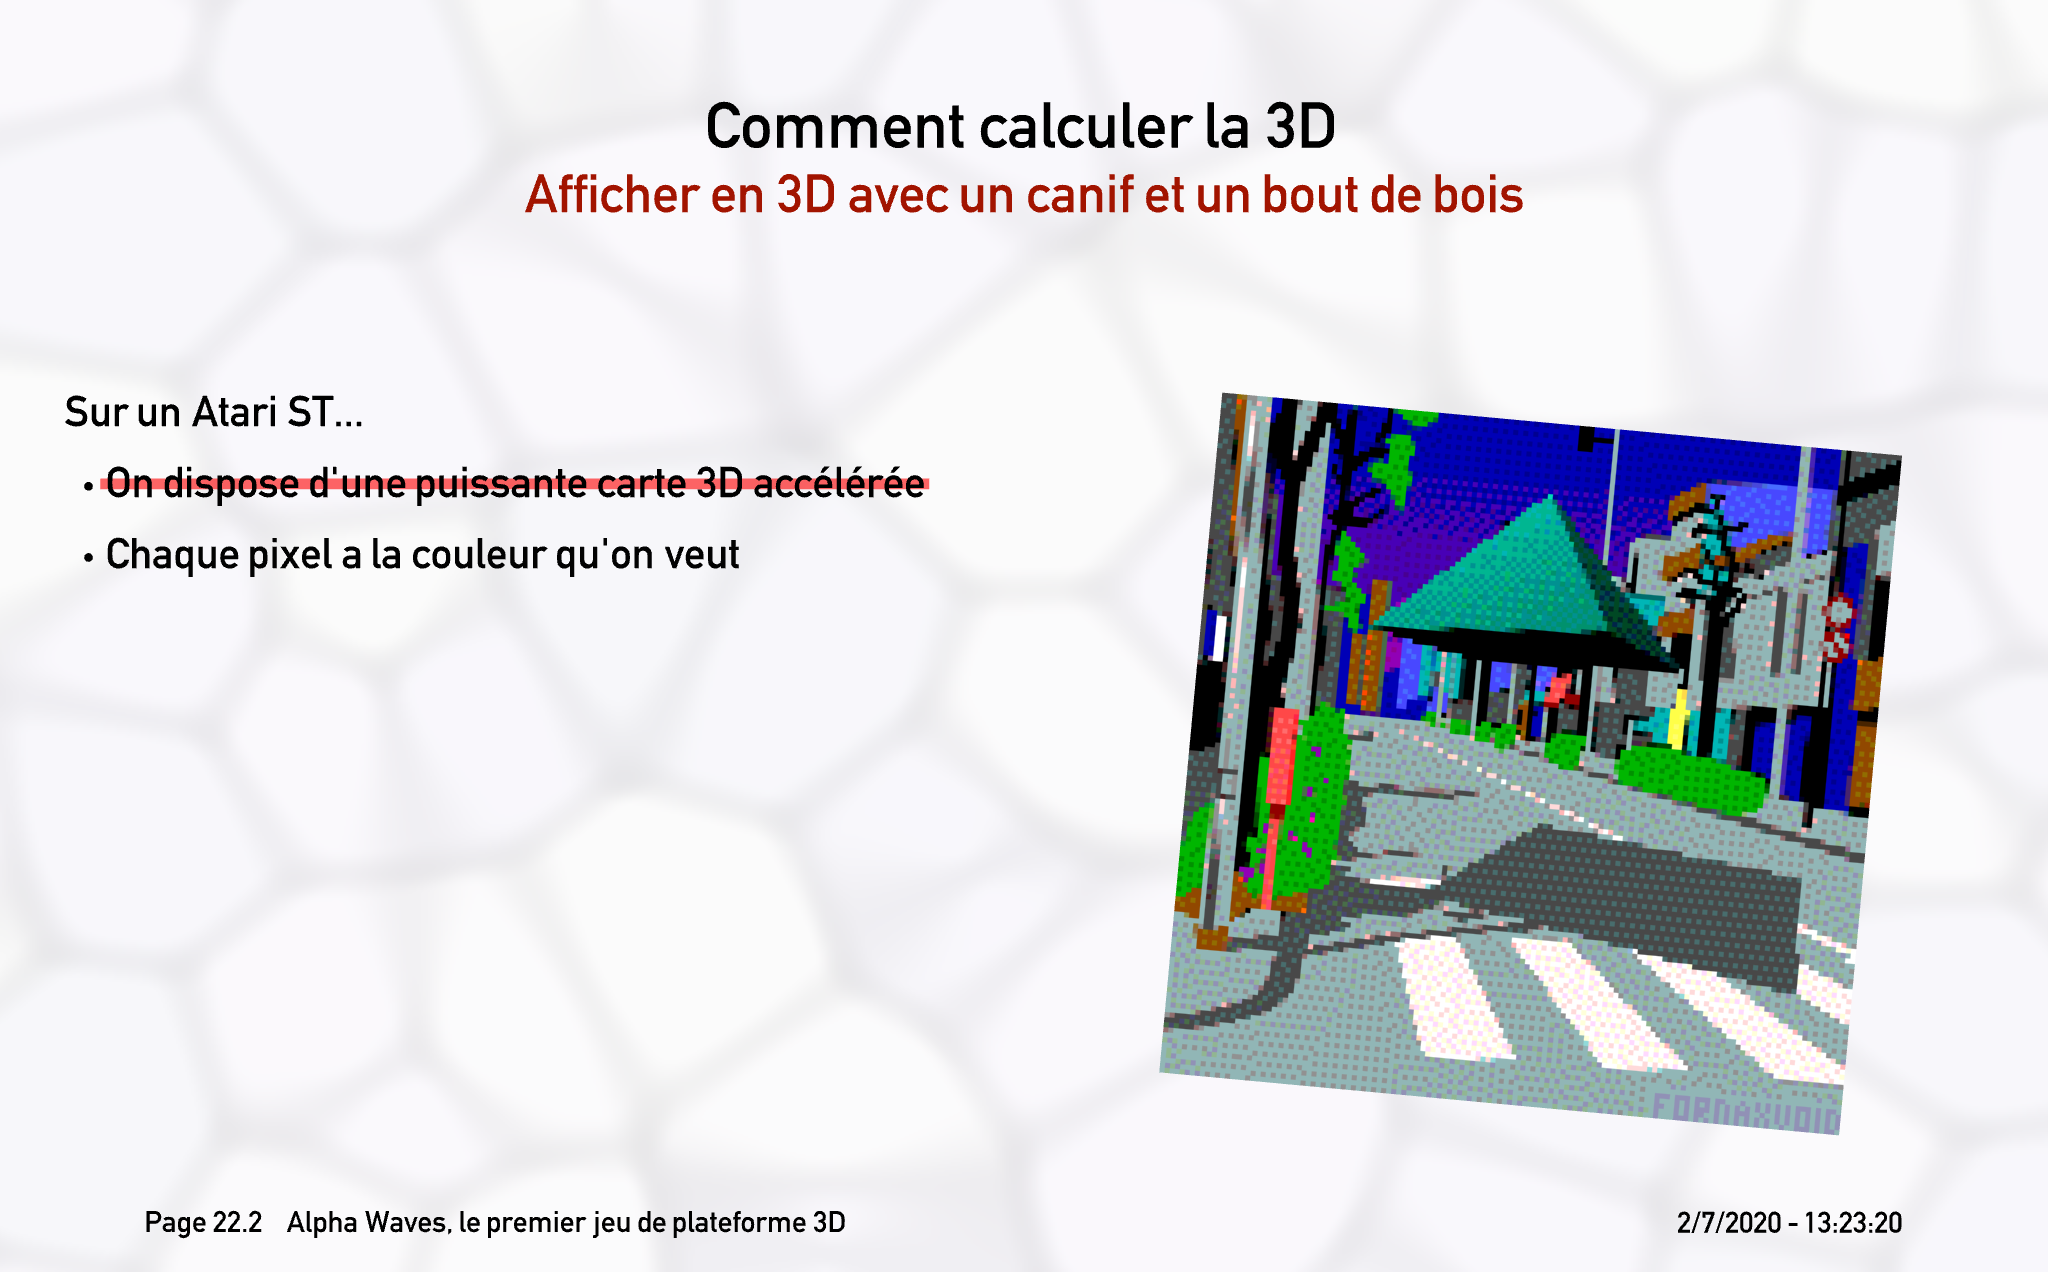 Comment calculer la 3D
Afficher en 3D avec un canif et un bout de bois
Sur un Atari ST...
• On dispose d'une puissante carte 3D accélérée
• Chaque pixel a la couleur qu'on veut
FORNAXVOID
Page 22.2 Alpha Waves, le premier jeu de plateforme 3D
2/7/2020 - 13:23:20